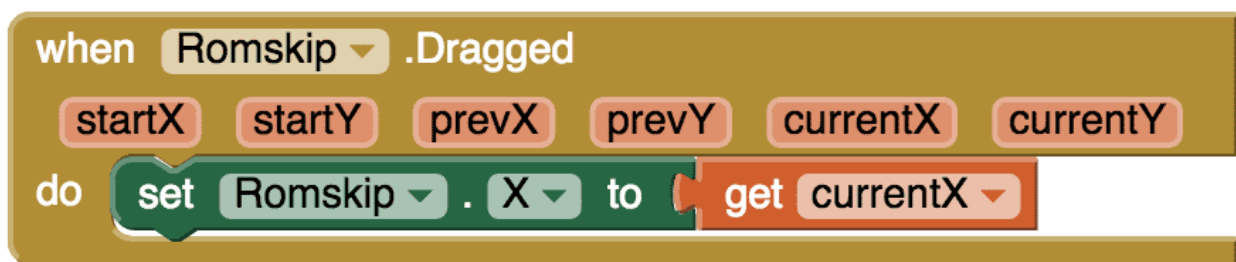 when Romskip .Dragged
startX startY prevX prevY currentX currentY
do set Romskip . X to get currentX